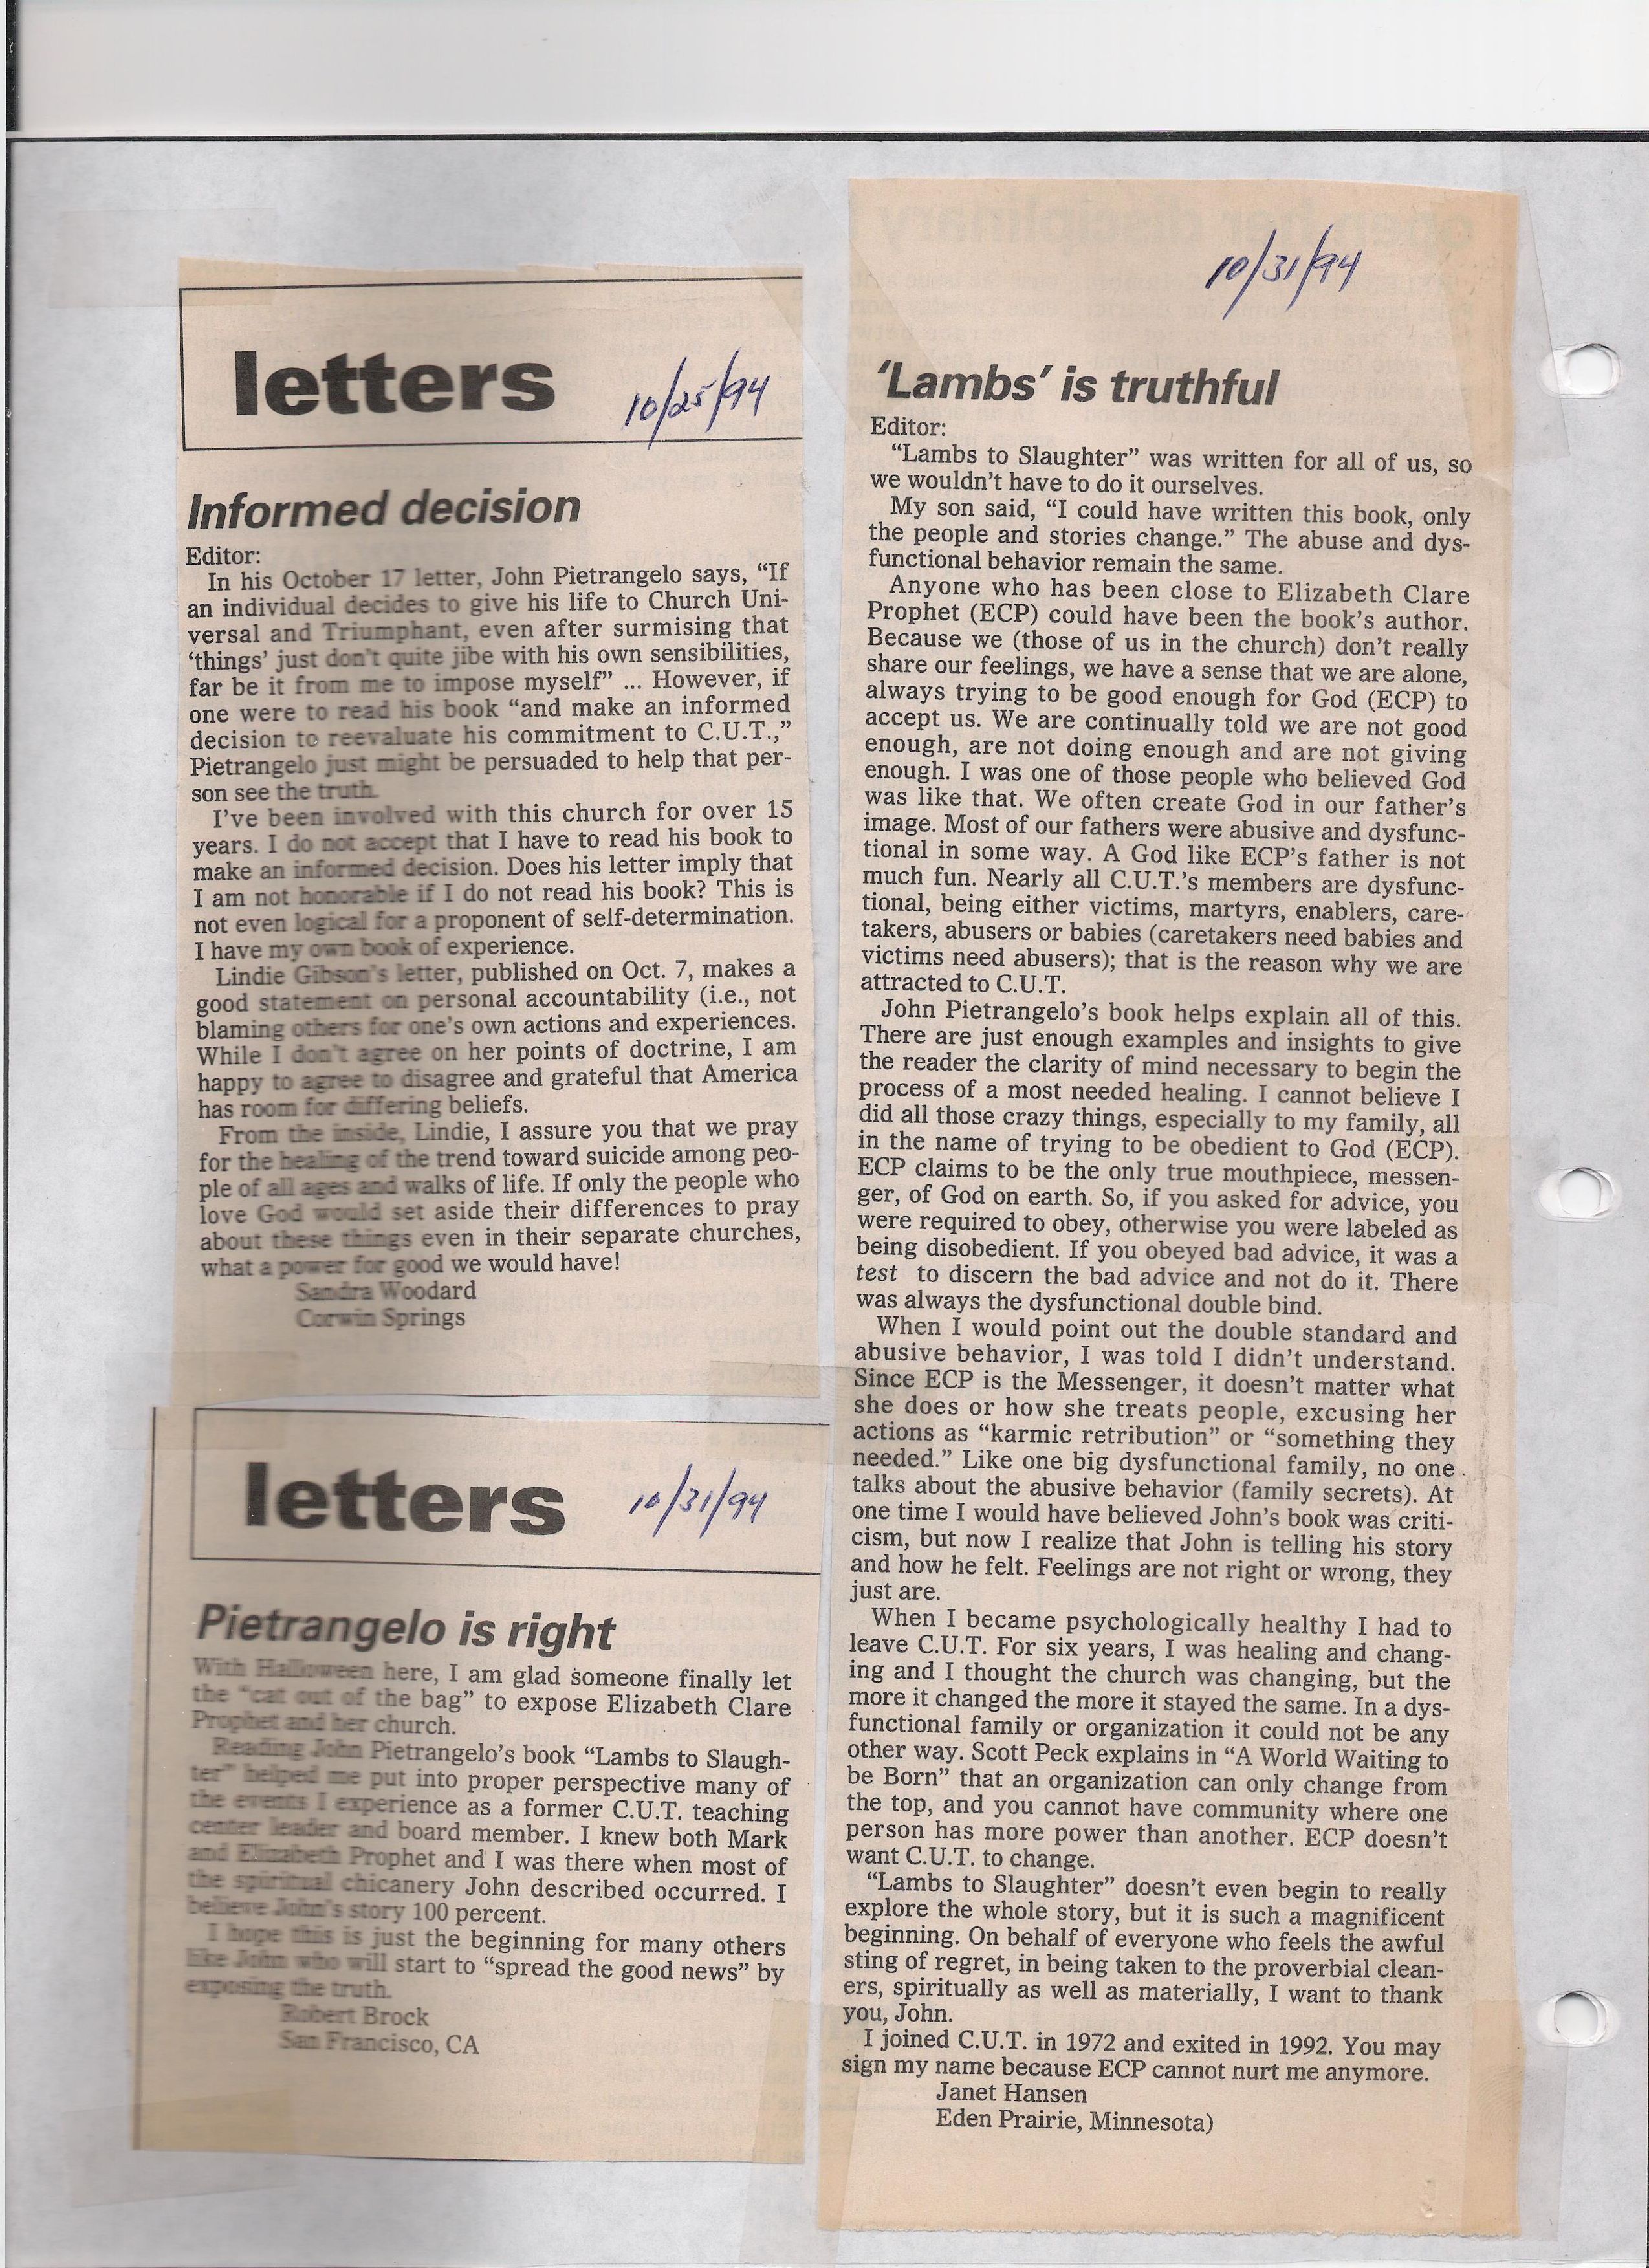 letters
10/25/94
Informed decision
Editor:
In his October 17 letter, John Pietrangelo says, “If
an individual decides to give his life to Church Uni-
versal and Triumphant, even after surmising that
‘things’ just don't quite jibe with his own sensibilities,
far be it from me to impose myself” ... However, if
one were to read his book “and make an informed
decision to reevaluate his commitment to C.U.T.,”
Pietrangelo just might be persuaded to help that per-
son see the truth.
I've been involved with this church for over 15
years. I do not accept that I have to read his book to
make an informed decision. Does his letter imply that
I am not honorable if I do not read his book? This is
not even logical for a proponent of self-determination.
I have my own book of experience.
Lindie Gibson's letter, published on Oct. 7, makes a
good statement on personal accountability (i.e., not
blaming others for one's own actions and experiences.
While I don't agree on her points of doctrine, I am
happy to agree to disagree and grateful that America
has room for differing beliefs.
From the inside, Lindie, I assure you that we pray
for the healing of the trend toward suicide among peo-
ple of all ages and walks of life. If only the people who
love God would set aside their differences to pray
about these things even in their separate churches,
what a power for good we would have!
Sandra Woodard
Corwin Springs
letters
10/31/94
Pietrangelo is right
With Halloween here, I am glad someone finally let
the “cat out of the bag” to expose Elizabeth Clare
Prophet and her church.
Reading John Pietrangelo's book “Lambs to Slaugh-
ter” helped me put into proper perspective many of
the events I experience as a former C.U.T. teaching
center leader and board member. I knew both Mark
and Elizabeth Prophet and I was there when most of
the spiritual chicanery John described occurred. I
believe John's story 100 percent.
I hope this is just the beginning for many others
like John who will start to “spread the good news” by
exposing the truth.
Robert Brock
San Francisco, CA
10/31/94
‘Lambs’ is truthful
Editor:
“Lambs to Slaughter” was written for all of us, so
we wouldn't have to do it ourselves.
My son said, “I could have written this book, only
the people and stories change.” The abuse and dys-
functional behavior remain the same.
Anyone who has been close to Elizabeth Clare
Prophet (ECP) could have been the book's author.
Because we (those of us in the church) don't really
share our feelings, we have a sense that we are alone,
always trying to be good enough for God (ECP) to
accept us. We are continually told we are not good
enough, are not doing enough and are not giving
enough. I was one of those people who believed God
was like that. We often create God in our father's
image. Most of our fathers were abusive and dysfunc-
tional in some way. A God like ECP's father is not
much fun. Nearly all C.U.T.'s members are dysfunc-
tional, being either victims, martyrs, enablers, care-
takers, abusers or babies (caretakers need babies and
victims need abusers); that is the reason why we are
attracted to C.U.T.
John Pietrangelo's book helps explain all of this.
There are just enough examples and insights to give
the reader the clarity of mind necessary to begin the
process of a most needed healing. I cannot believe I
did all those crazy things, especially to my family, all
in the name of trying to be obedient to God (ECP).
ECP claims to be the only true mouthpiece, messen-
ger, of God on earth. So, if you asked for advice, you
were required to obey, otherwise you were labeled as
being disobedient. If you obeyed bad advice, it was a
test to discern the bad advice and not do it. There
was always the dysfunctional double bind.
When I would point out the double standard and
abusive behavior, I was told I didn't understand.
Since ECP is the Messenger, it doesn't matter what
she does or how she treats people, excusing her
actions as “karmic retribution” or “something they
needed.” Like one big dysfunctional family, no one
talks about the abusive behavior (family secrets). At
one time I would have believed John's book was criti-
cism, but now I realize that John is telling his story
and how he felt. Feelings are not right or wrong, they
just are.
When I became psychologically healthy I had to
leave C.U.T. For six years, I was healing and chang-
ing and I thought the church was changing, but the
more it changed the more it stayed the same. In a dys-
functional family or organization it could not be any
other way. Scott Peck explains in “A World Waiting to
be Born” that an organization can only change from
the top, and you cannot have community where one
person has more power than another. ECP doesn't
want C.U.T. to change.
“Lambs to Slaughter” doesn't even begin to really
explore the whole story, but it is such a magnificent
beginning. On behalf of everyone who feels the awful
sting of regret, in being taken to the proverbial clean-
ers, spiritually as well as materially, I want to thank
you, John.
I joined C.U.T. in 1972 and exited in 1992. You may
sign my name because ECP cannot nurt me anymore.
Janet Hansen
Eden Prairie, Minnesota)